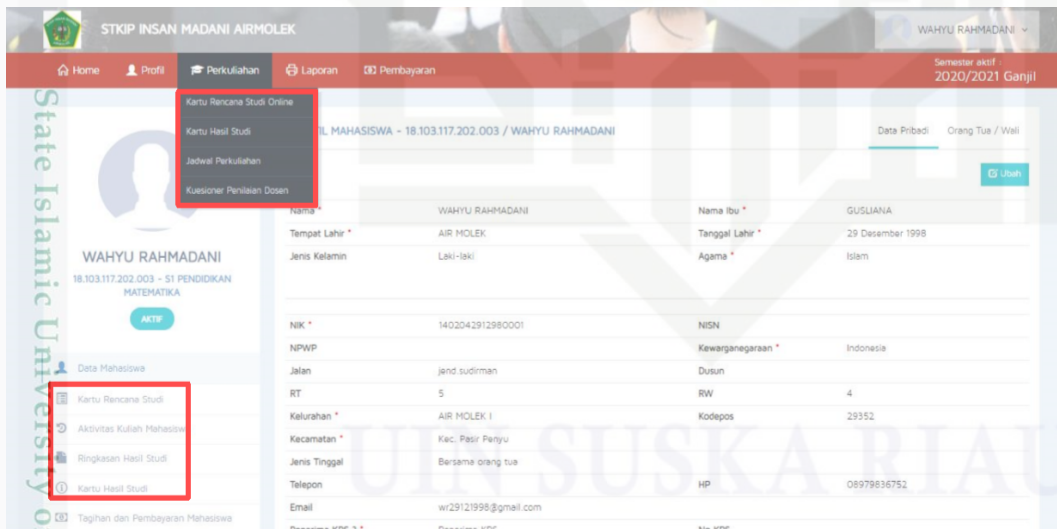 STKIP INSAN MADANI AIRMOLEK
WAHYU RAHMADANI
Home Profil Perkuliahan Laporan Pembayaran
Semester aktif :
2020/2021 Ganjil
Kartu Rencana Studi Online
Kartu Hasil Studi
Jadwal Perkuliahan
Kuesioner Penilaian Dosen
IL MAHASISWA - 18.103.117.202.003 / WAHYU RAHMADANI
Data Pribadi Orang Tua / Wali
Ubah
WAHYU RAHMADANI
18.103.117.202.003 - S1 PENDIDIKAN
MATEMATIKA
AKTIF
Data Mahasiswa
Kartu Rencana Studi
Aktivitas Kuliah Mahasisw
Ringkasan Hasil Studi
Kartu Hasil Studi
Tagihan dan Pembayaran Mahasiswa
Nama * WAHYU RAHMADANI Nama Ibu * GUSLIANA
Tempat Lahir * AIR MOLEK Tanggal Lahir * 29 Desember 1998
Jenis Kelamin Laki-laki Agama * Islam
NIK * 1402042912980001 NISN
NPWP Kewarganegaraan * Indonesia
Jalan jend.sudirman Dusun
RT 5 RW 4
Kelurahan * AIR MOLEK I Kodepos 29352
Kecamatan * Kec. Pasir Penyu
Jenis Tinggal Bersama orang tua
Telepon HP 08979836752
Email wr29121998@gmail.com
Penerima KPS ? * Penerima KPS No KPS
State Islamic University o
UIN SUSKA RIAU